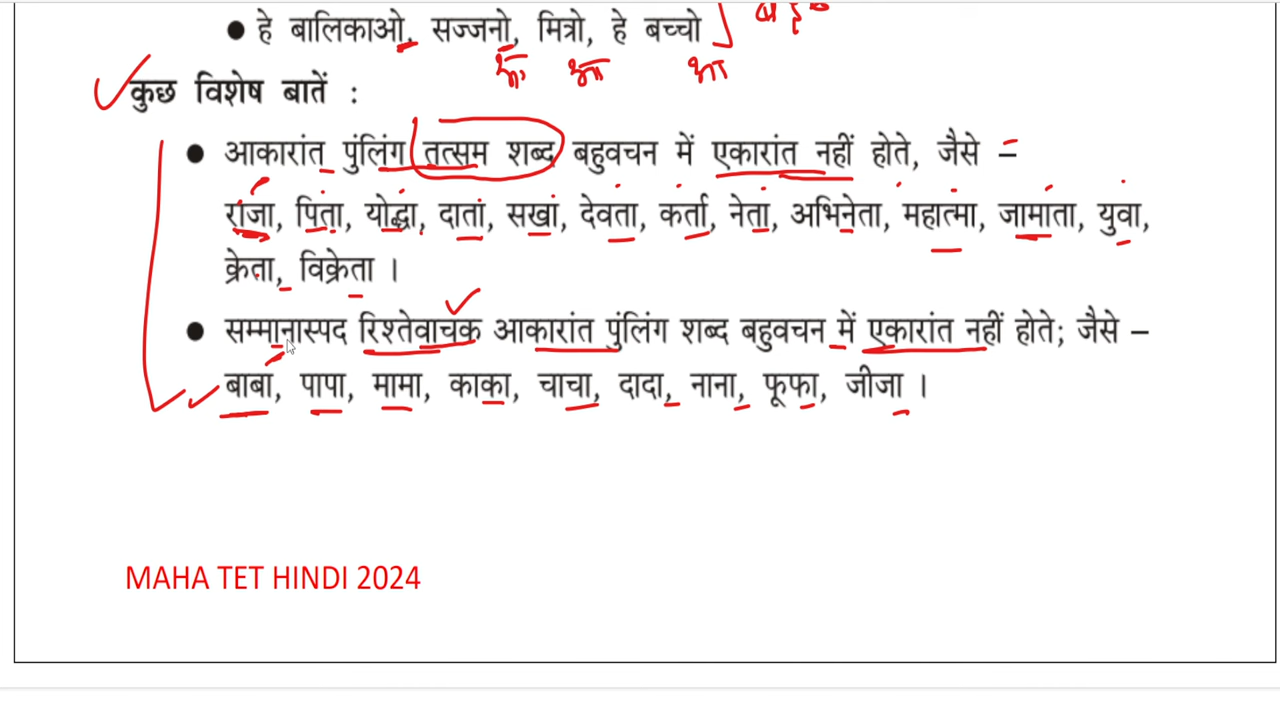 ● हे बालिकाओ, सज्जनो, मित्रो, हे बच्चो
कुछ विशेष बातें :
● आकारांत पुंलिंग तत्सम शब्द बहुवचन में एकारांत नहीं होते, जैसे –
राजा, पिता, योद्धा, दाता, सखा, देवता, कर्ता, नेता, अभिनेता, महात्मा, जामाता, युवा,
क्रेता, विक्रेता ।
● सम्मानास्पद रिश्तेवाचक आकारांत पुंलिंग शब्द बहुवचन में एकारांत नहीं होते; जैसे –
बाबा, पापा, मामा, काका, चाचा, दादा, नाना, फूफा, जीजा ।
MAHA TET HINDI 2024